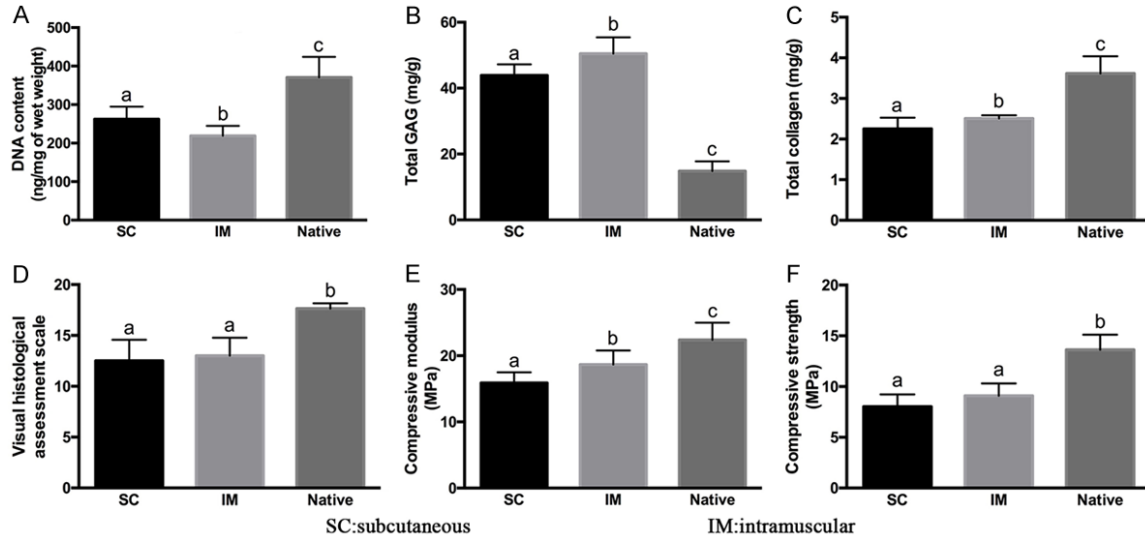 A
DNA content
(ng/mg of wet weight)
500
400
300
200
100
0
a
b
c
SC
IM
Native
B
Total GAG (mg/g)
60
40
20
0
a
b
c
SC
IM
Native
C
Total collagen (mg/g)
5
4
3
2
1
0
a
b
c
SC
IM
Native
D
Visual histological
assessment scale
20
15
10
5
0
a
a
b
SC
IM
Native
E
Compressive modulus
(MPa)
30
20
10
0
a
b
c
SC
IM
Native
F
Compressive strength
(MPa)
20
15
10
5
0
a
a
b
SC
IM
Native
SC:subcutaneous
IM:intramuscular